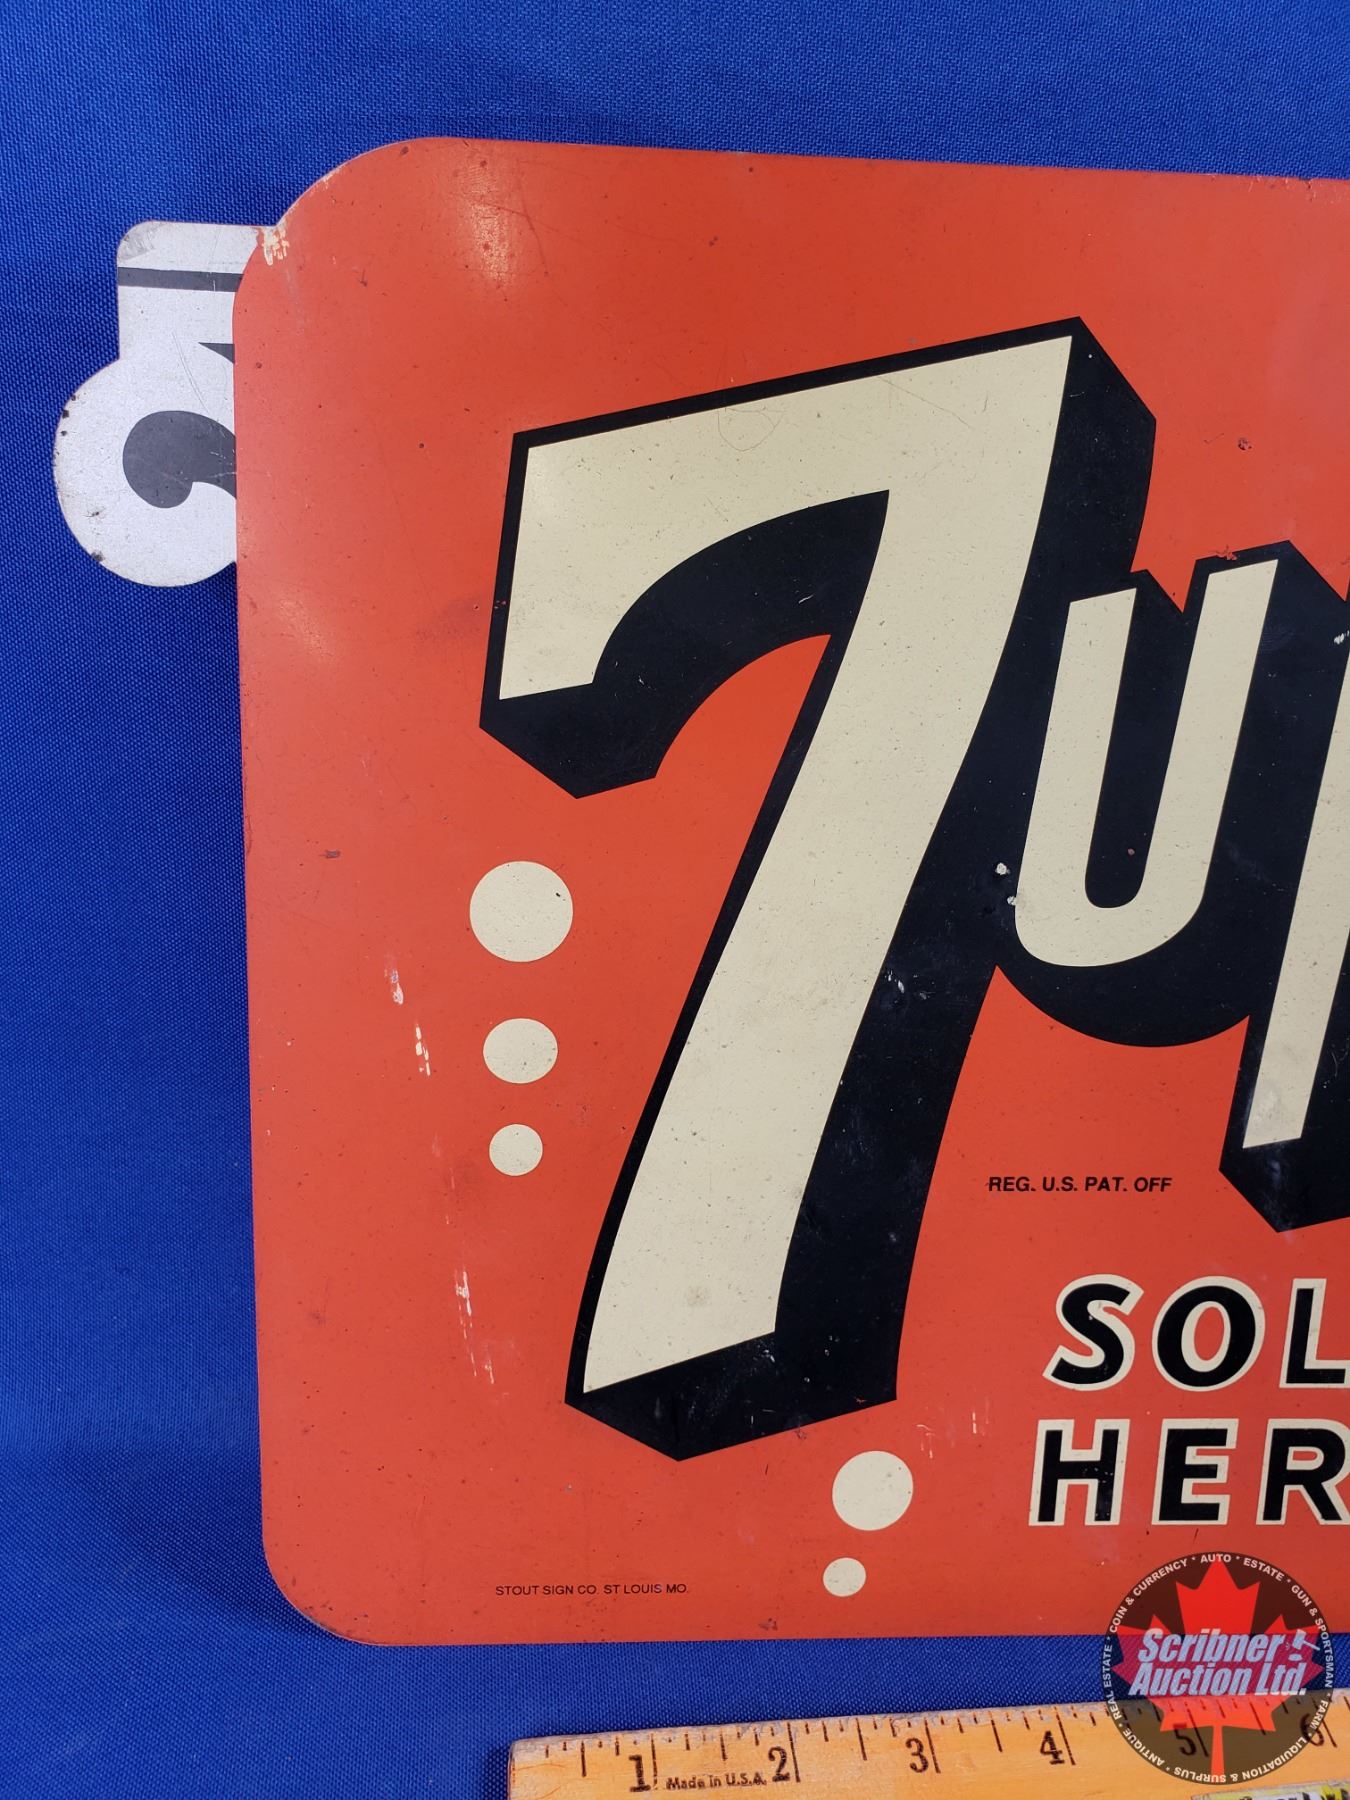 7up
REG. U.S. PAT. OFF
SOL
HER
STOUT SIGN CO. ST LOUIS MO.
Scribner
Auction Ltd.
REAL ESTATE * COIN & CURRENCY * AUTO * ESTATE * GUN & SPORTSMAN * FARM * LIQUIDATION & SURPLUS * ANTIQUE *
1 2 3 4 5 6
Made in U.S.A.